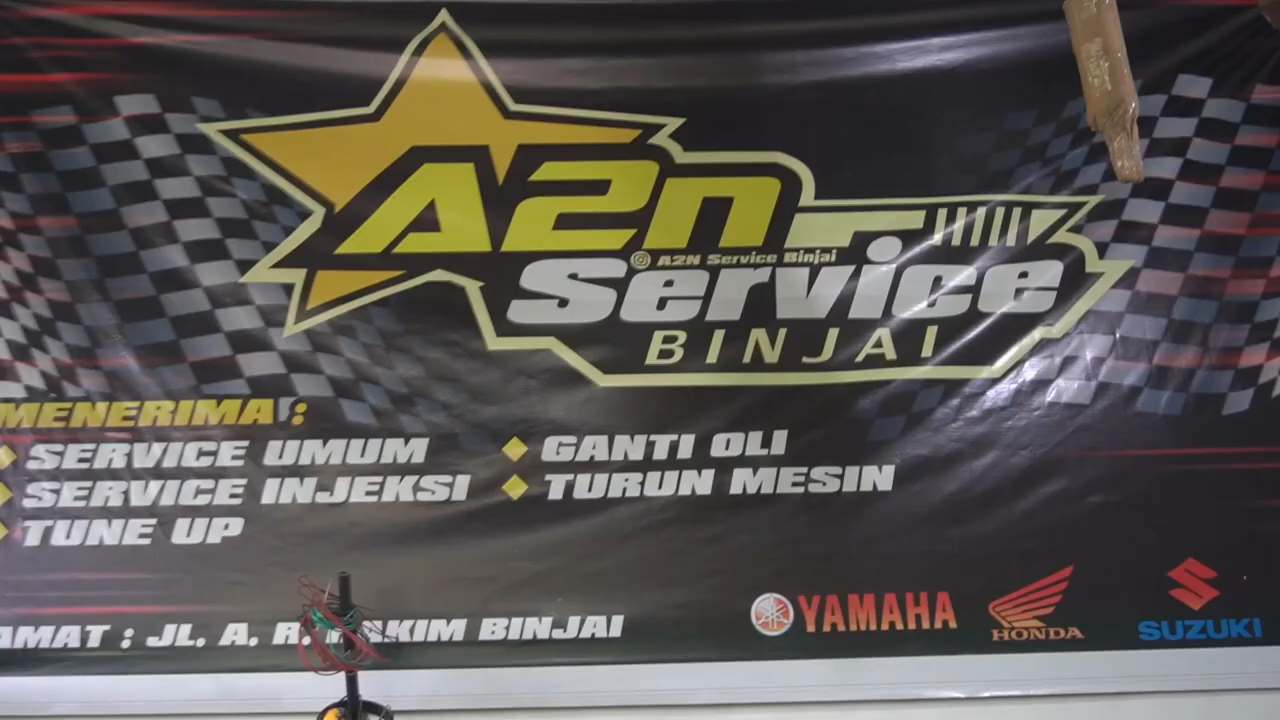 A2n
A2N Service Binjai
Service
BINJAI
MENERIMA :
SERVICE UMUM
SERVICE INJEKSI
TUNE UP
GANTI OLI
TURUN MESIN
AMAT : JL. A. R. HAKIM BINJAI
YAMAHA
HONDA
SUZUKI